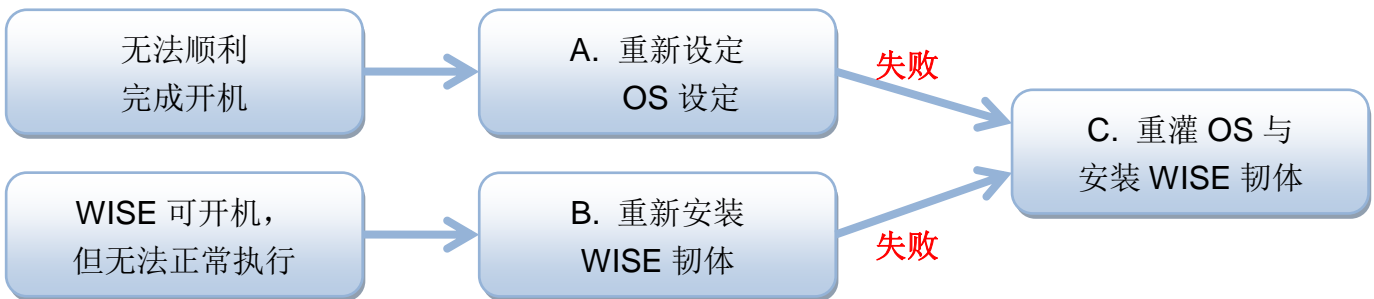 无法顺利
完成开机
A. 重新设定
OS 设定
失败
C. 重灌 OS 与
安装 WISE 韧体
WISE 可开机，
但无法正常执行
B. 重新安装
WISE 韧体
失败